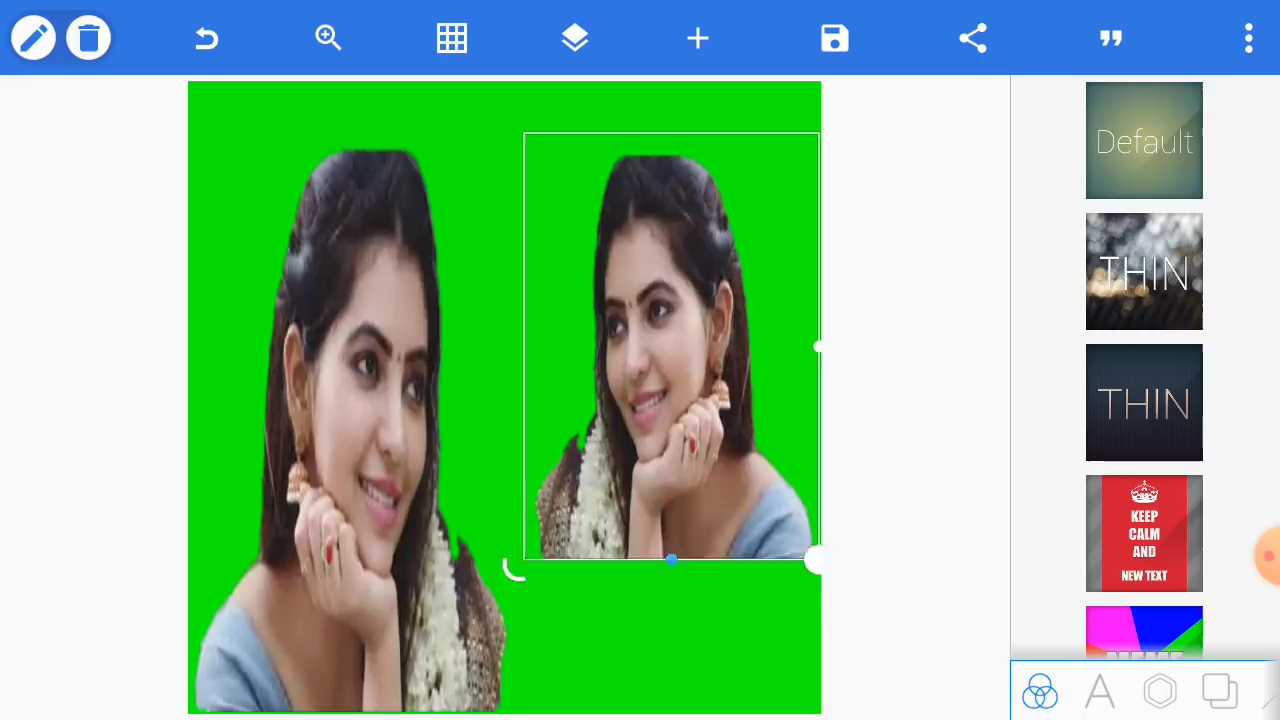 Default
THIN
THIN
KEEP
CALM
AND
NEW TEXT